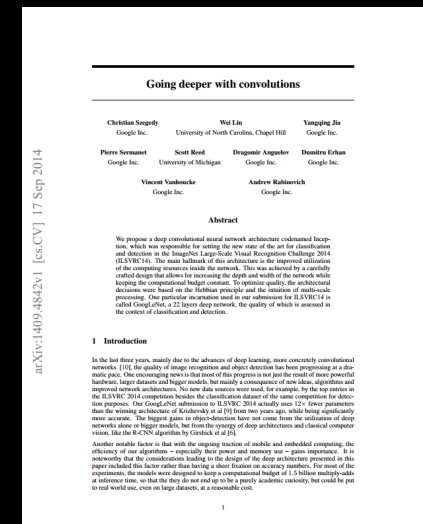 Going deeper with convolutions
Christian Szegedy
Google Inc.
Wei Liu
University of North Carolina, Chapel Hill
Yangqing Jia
Google Inc.
Pierre Sermanet
Google Inc.
Scott Reed
University of Michigan
Dragomir Anguelov
Google Inc.
Dumitru Erhan
Google Inc.
Vincent Vanhoucke
Google Inc.
Andrew Rabinovich
Google Inc.
arXiv:1409.4842v1 [cs.CV] 17 Sep 2014
Abstract
We propose a deep convolutional neural network architecture codenamed Incep-
tion, which was responsible for setting the new state of the art for classification
and detection in the ImageNet Large-Scale Visual Recognition Challenge 2014
(ILSVRC14). The main hallmark of this architecture is the improved utilization
of the computing resources inside the network. This was achieved by a carefully
crafted design that allows for increasing the depth and width of the network while
keeping the computational budget constant. To optimize quality, the architectural
decisions were based on the Hebbian principle and the intuition of multi-scale
processing. One particular incarnation used in our submission for ILSVRC14 is
called GoogLeNet, a 22 layers deep network, the quality of which is assessed in
the context of classification and detection.
1 Introduction
In the last three years, mainly due to the advances of deep learning, more concretely convolutional
networks [10], the quality of image recognition and object detection has been progressing at a dra-
matic pace. One encouraging news is that most of this progress is not just the result of more powerful
hardware, larger datasets and bigger models, but mainly a consequence of new ideas, algorithms and
improved network architectures. No new data sources were used, for example, by the top entries in
the ILSVRC 2014 competition besides the classification dataset of the same competition for detec-
tion purposes. Our GoogLeNet submission to ILSVRC 2014 actually uses 12× fewer parameters
than the winning architecture of Krizhevsky et al [9] from two years ago, while being significantly
more accurate. The biggest gains in object-detection have not come from the utilization of deep
networks alone or bigger models, but from the synergy of deep architectures and classical computer
vision, like the R-CNN algorithm by Girshick et al [6].
Another notable factor is that with the ongoing traction of mobile and embedded computing, the
efficiency of our algorithms – especially their power and memory use – gains importance. It is
noteworthy that the considerations leading to the design of the deep architecture presented in this
paper included this factor rather than having a sheer fixation on accuracy numbers. For most of the
experiments, the models were designed to keep a computational budget of 1.5 billion multiply-adds
at inference time, so that the they do not end up to be a purely academic curiosity, but could be put
to real world use, even on large datasets, at a reasonable cost.
1